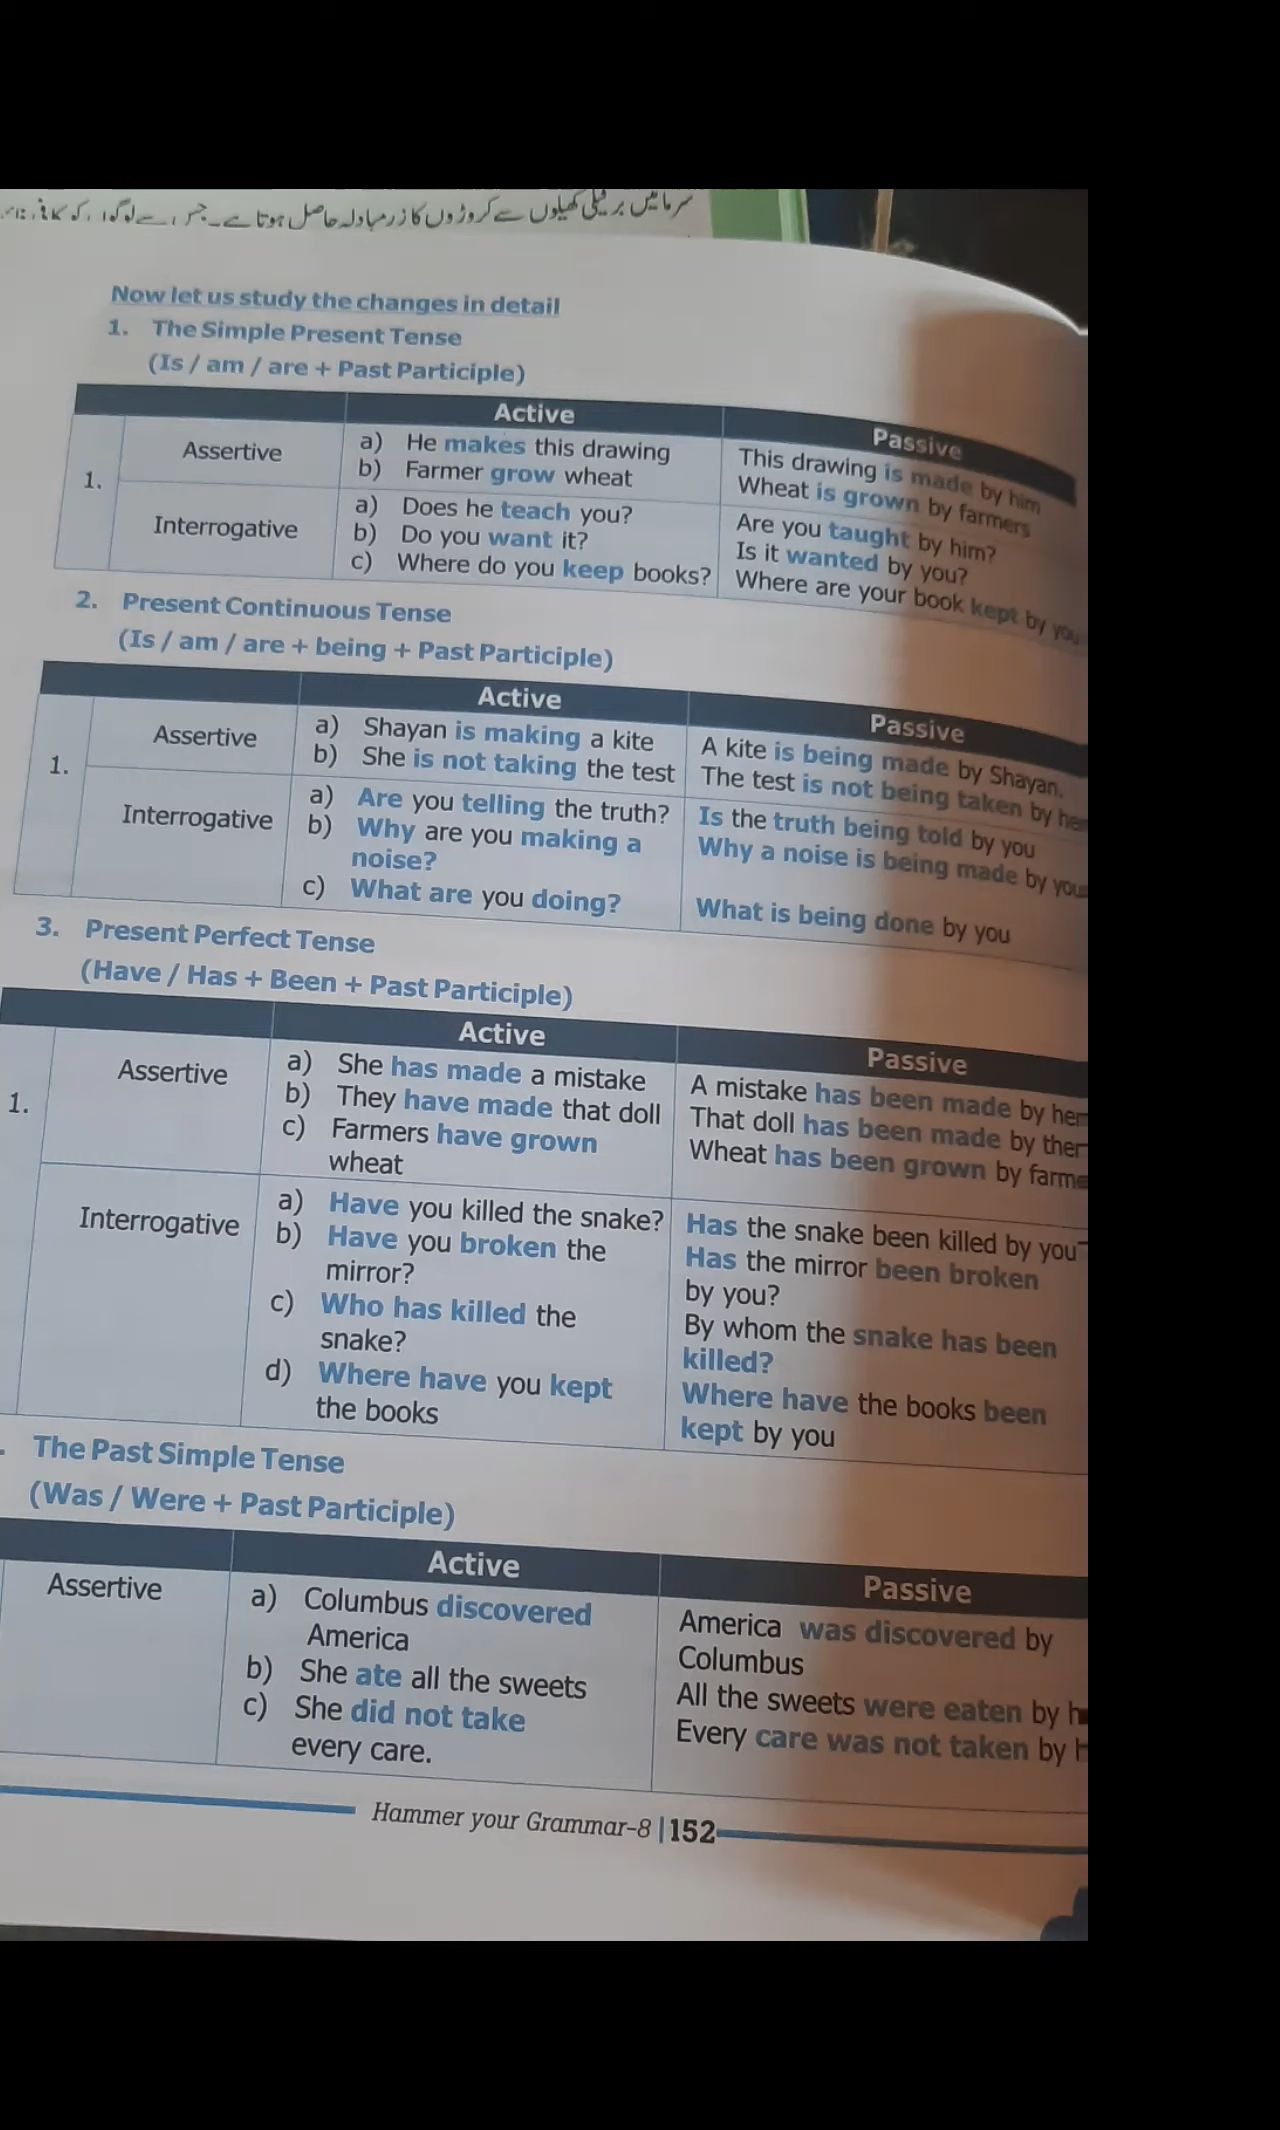 سرمائیں برفیلی کھیلوں سے کروڑوں کا زرمبادلہ حاصل ہوتا ہے۔ جس سے لوگوں کو کافی
Now let us study the changes in detail
1. The Simple Present Tense
(Is / am / are + Past Participle)
Active Passive
1. Assertive a) He makes this drawing This drawing is made by him
b) Farmer grow wheat Wheat is grown by farmers
Interrogative a) Does he teach you? Are you taught by him?
b) Do you want it? Is it wanted by you?
c) Where do you keep books? Where are your book kept by you
2. Present Continuous Tense
(Is / am / are + being + Past Participle)
Active Passive
1. Assertive a) Shayan is making a kite A kite is being made by Shayan.
b) She is not taking the test The test is not being taken by her
Interrogative a) Are you telling the truth? Is the truth being told by you
b) Why are you making a Why a noise is being made by you
noise?
c) What are you doing? What is being done by you
3. Present Perfect Tense
(Have / Has + Been + Past Participle)
Active Passive
1. Assertive a) She has made a mistake A mistake has been made by her
b) They have made that doll That doll has been made by
c) Farmers have grown Wheat has been grown by
wheat
Interrogative a) Have you killed the snake? Has the snake been killed by you
b) Have you broken the Has the mirror been broken
mirror? by you?
c) Who has killed the By whom the snake has been
snake? killed?
d) Where have you kept Where have the books been
the books kept by you
The Past Simple Tense
(Was / Were + Past Participle)
Active Passive
Assertive a) Columbus discovered America was discovered by
America Columbus
b) She ate all the sweets All the sweets were eaten by
c) She did not take Every care was not taken by
every care.
Hammer your Grammar-8 | 152